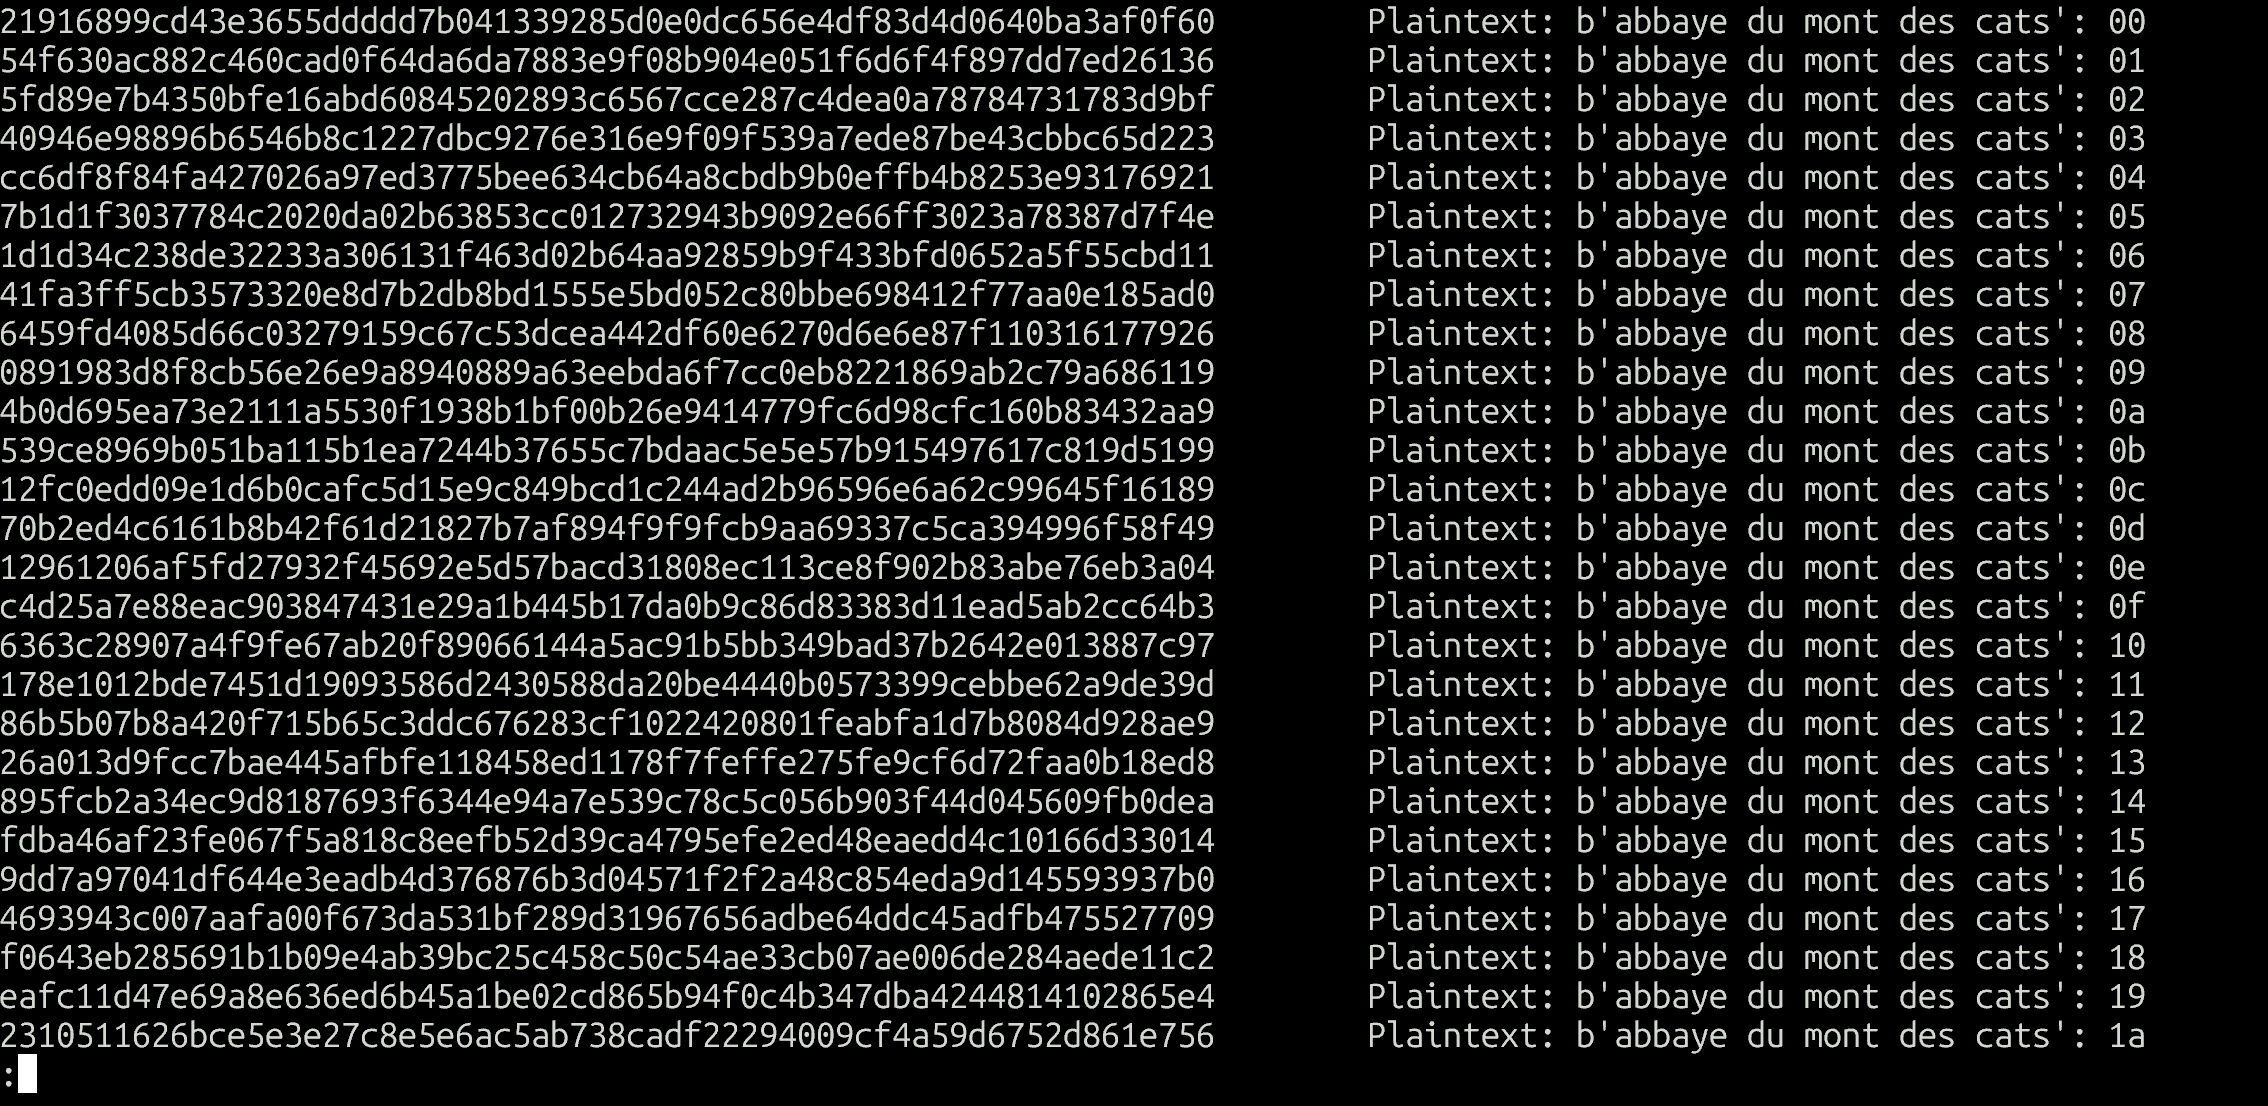 21916899cd43e3655ddddd7b041339285d0e0dc656e4df83d4d0640ba3af0f60 Plaintext: b'abbaye du mont des cats': 00
54f630ac882c460cad0f64da6da7883e9f08b904e051f6d6f4f897dd7ed26136 Plaintext: b'abbaye du mont des cats': 01
5fd89e7b4350bfe16abd60845202893c6567cce287c4dea0a78784731783d9bf Plaintext: b'abbaye du mont des cats': 02
40946e98896b6546b8c1227dbc9276e316e9f09f539a7ede87be43cbbc65d223 Plaintext: b'abbaye du mont des cats': 03
cc6df8f84fa427026a97ed3775bee634cb64a8cbdb9b0effb4b8253e93176921 Plaintext: b'abbaye du mont des cats': 04
7b1d1f3037784c2020da02b63853cc012732943b9092e66ff3023a78387d7f4e Plaintext: b'abbaye du mont des cats': 05
1d1d34c238de32233a306131f463d02b64aa92859b9f433bfd0652a5f55cbd11 Plaintext: b'abbaye du mont des cats': 06
41fa3ff5cb3573320e8d7b2db8bd1555e5bd052c80bbe698412f77aa0e185ad0 Plaintext: b'abbaye du mont des cats': 07
6459fd4085d66c03279159c67c53dcea442df60e6270d6e6e87f110316177926 Plaintext: b'abbaye du mont des cats': 08
0891983d8f8cb56e26e9a8940889a63eebda6f7cc0eb8221869ab2c79a686119 Plaintext: b'abbaye du mont des cats': 09
4b0d695ea73e2111a5530f1938b1bf00b26e9414779fc6d98cfc160b83432aa9 Plaintext: b'abbaye du mont des cats': 0a
539ce8969b051ba115b1ea7244b37655c7bdaac5e5e57b915497617c819d5199 Plaintext: b'abbaye du mont des cats': 0b
12fc0edd09e1d6b0cafc5d15e9c849bcd1c244ad2b96596e6a62c99645f16189 Plaintext: b'abbaye du mont des cats': 0c
70b2ed4c6161b8b42f61d21827b7af894f9f9fcb9aa69337c5ca394996f58f49 Plaintext: b'abbaye du mont des cats': 0d
12961206af5fd27932f45692e5d57bacd31808ec113ce8f902b83abe76eb3a04 Plaintext: b'abbaye du mont des cats': 0e
c4d25a7e88eac903847431e29a1b445b17da0b9c86d83383d11ead5ab2cc64b3 Plaintext: b'abbaye du mont des cats': 0f
6363c28907a4f9fe67ab20f89066144a5ac91b5bb349bad37b2642e013887c97 Plaintext: b'abbaye du mont des cats': 10
178e1012bde7451d19093586d2430588da20be4440b0573399cebbe62a9de39d Plaintext: b'abbaye du mont des cats': 11
86b5b07b8a420f715b65c3ddc676283cf1022420801feabfa1d7b8084d928ae9 Plaintext: b'abbaye du mont des cats': 12
26a013d9fcc7bae445afbfe118458ed1178f7feffe275fe9cf6d72faa0b18ed8 Plaintext: b'abbaye du mont des cats': 13
895fcb2a34ec9d8187693f6344e94a7e539c78c5c056b903f44d045609fb0dea Plaintext: b'abbaye du mont des cats': 14
fdba46af23fe067f5a818c8eefb52d39ca4795efe2ed48eaedd4c10166d33014 Plaintext: b'abbaye du mont des cats': 15
9dd7a97041df644e3eadb4d376876b3d04571f2f2a48c854eda9d145593937b0 Plaintext: b'abbaye du mont des cats': 16
4693943c007aafa00f673da531bf289d31967656adbe64ddc45adfb475527709 Plaintext: b'abbaye du mont des cats': 17
f0643eb285691b1b09e4ab39bc25c458c50c54ae33cb07ae006de284aede11c2 Plaintext: b'abbaye du mont des cats': 18
eafc11d47e69a8e636ed6b45a1be02cd865b94f0c4b347dba4244814102865e4 Plaintext: b'abbaye du mont des cats': 19
2310511626bce5e3e27c8e5e6ac5ab738cadf22294009cf4a59d6752d861e756 Plaintext: b'abbaye du mont des cats': 1a
: